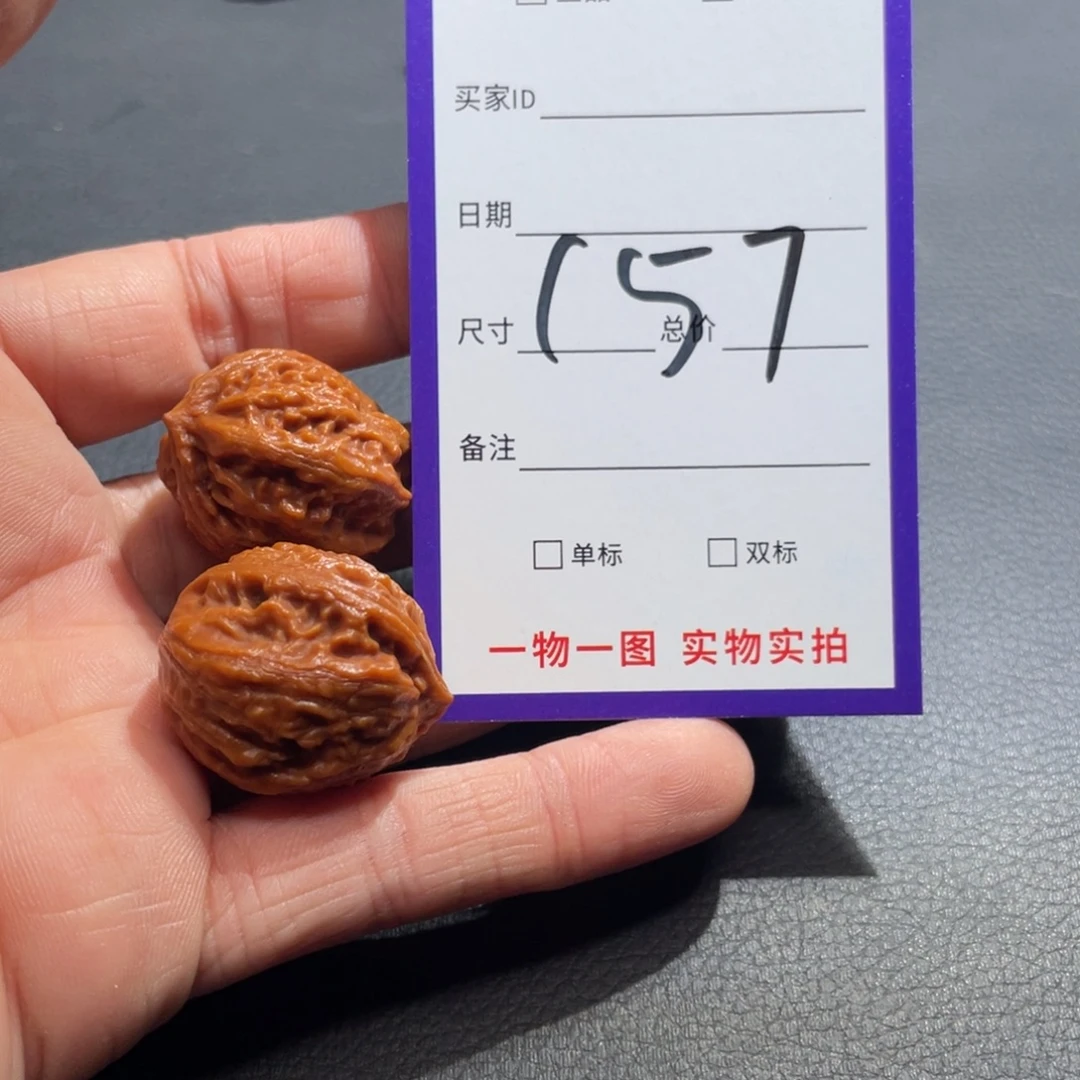 买家ID
日期
157
尺寸 总价
备注
单标 双标
一物一图 实物实拍